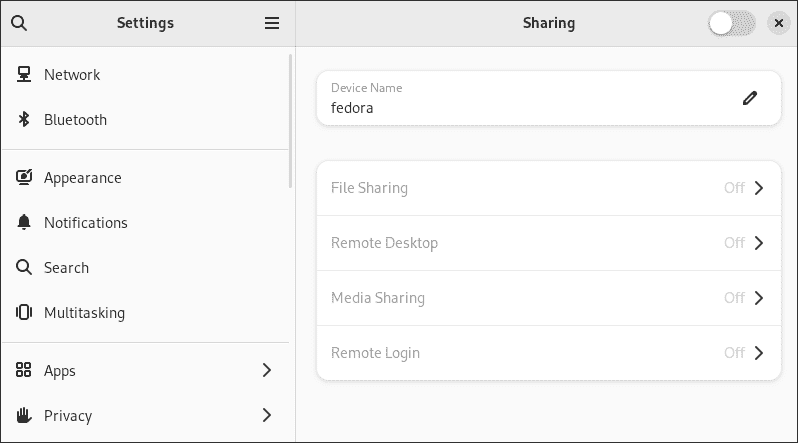 Settings
Sharing
Network
Bluetooth
Appearance
Notifications
Search
Multitasking
Apps
Privacy
Device Name
fedora
File Sharing Off
Remote Desktop Off
Media Sharing Off
Remote Login Off